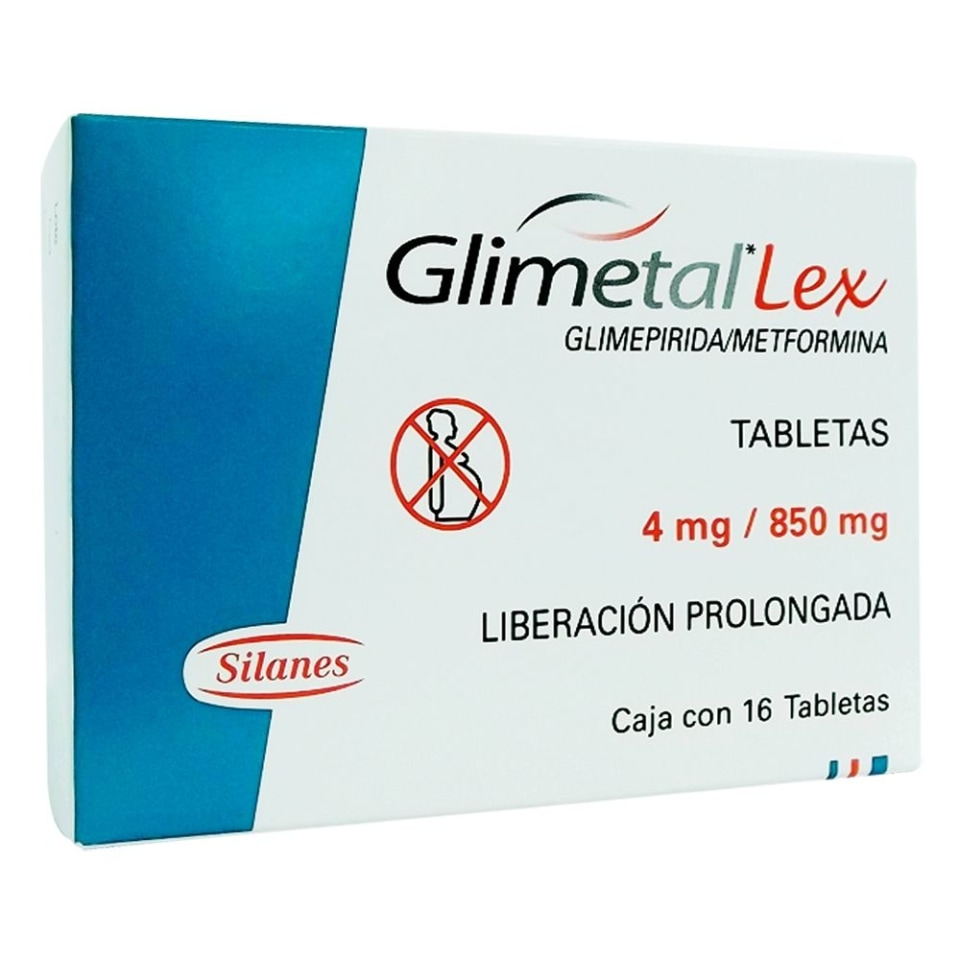 Glimetal* Lex
GLIMEPIRIDA/METFORMINA
TABLETAS
4 mg / 850 mg
LIBERACIÓN PROLONGADA
Silanes
Caja con 16 Tabletas